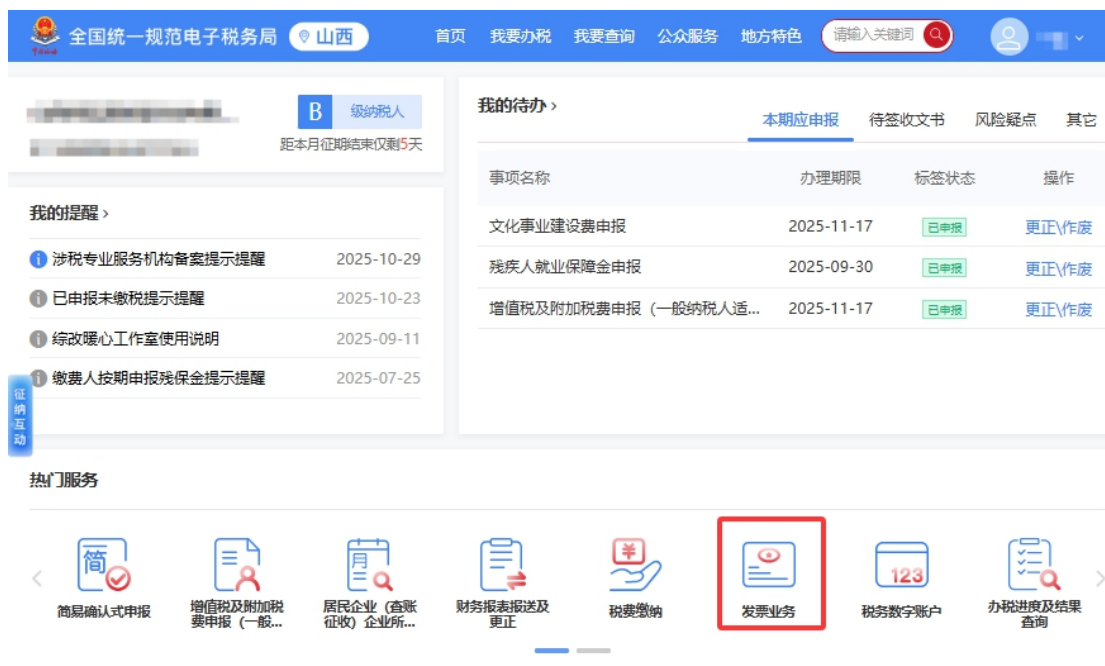 全国统一规范电子税务局 山西 首页 我要办税 我要查询 公众服务 地方特色 请输入关键词
B 级纳税人
距本月征期结束仅剩5天
我的提醒 ›
涉税专业服务机构备案提示提醒 2025-10-29
已申报未缴税提示提醒 2025-10-23
综改暖心工作室使用说明 2025-09-11
缴费人按期申报残保金提示提醒 2025-07-25
征纳互动
我的待办 ›
本期应申报 待签收文书 风险疑点 其它
事项名称 办理期限 标签状态 操作
文化事业建设费申报 2025-11-17 已申报 更正\作废
残疾人就业保障金申报 2025-09-30 已申报 更正\作废
增值税及附加税费申报（一般纳税人适... 2025-11-17 已申报 更正\作废
热门服务
简
简易确认式申报
增值税及附加税
费申报（一般...
月
居民企业（查账
征收）企业所...
财务报表报送及
更正
¥
税费缴纳
发票业务
123
税务数字账户
办税进度及结果
查询